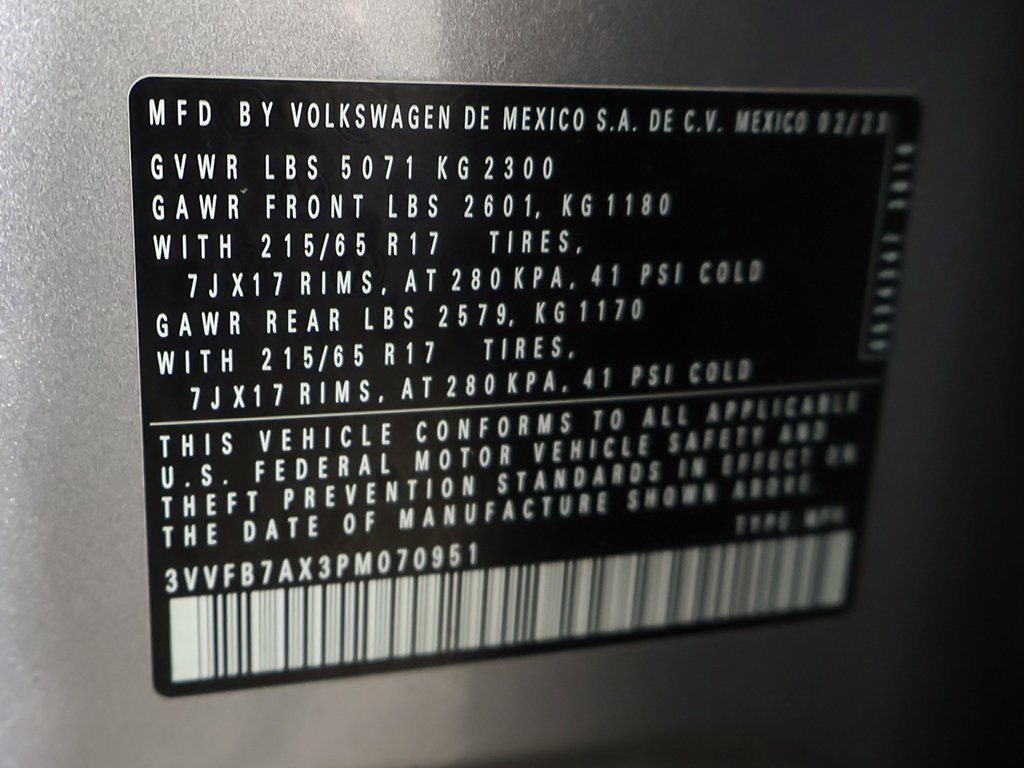 MFD BY VOLKSWAGEN DE MEXICO S.A. DE C.V. MEXICO 02/23
GVWR LBS 5071 KG 2300
GAWR FRONT LBS 2601, KG 1180
WITH 215/65 R17 TIRES,
7JX17 RIMS, AT 280 KPA, 41 PSI COLD
GAWR REAR LBS 2579, KG 1170
WITH 215/65 R17 TIRES,
7JX17 RIMS, AT 280 KPA, 41 PSI COLD
THIS VEHICLE CONFORMS TO ALL APPLICABLE
U.S. FEDERAL MOTOR VEHICLE SAFETY AND
THEFT PREVENTION STANDARDS IN EFFECT ON
THE DATE OF MANUFACTURE SHOWN ABOVE.
TYPE
3VVFB7AX3PM070951